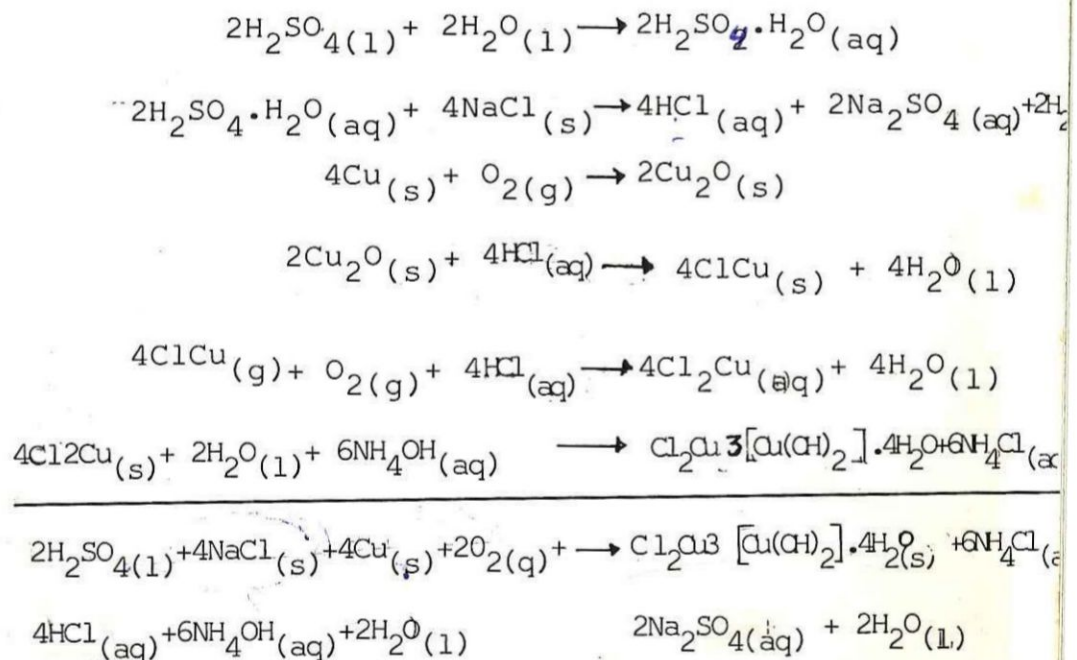 2H2SO4(l)+ 2H2O(l)→2H2SO4•H2O(aq)
2H2SO4•H2O(aq)+ 4NaCl(s)→4HCl(aq)+ 2Na2SO4(aq)+2H2
4Cu(s)+ O2(g)→2Cu2O(s)
2Cu2O(s)+ 4HCl(aq)→ 4ClCu(s) + 4H2O(l)
4ClCu(g)+ O2(g)+ 4HCl(aq)→4Cl2Cu(aq)+ 4H2O(l)
4Cl2Cu(s)+ 2H2O(l)+ 6NH4OH(aq) → Cl2Cu3[Cu(OH)2].4H2O+6NH4Cl(ac
2H2SO4(l)+4NaCl(s)+4Cu(s)+2O2(q)+→ Cl2Cu3 [Cu(OH)2].4H2O(s) +6NH4Cl(a
4HCl(aq)+6NH4OH(aq)+2H2O(l) 2Na2SO4(aq) + 2H2O(L)